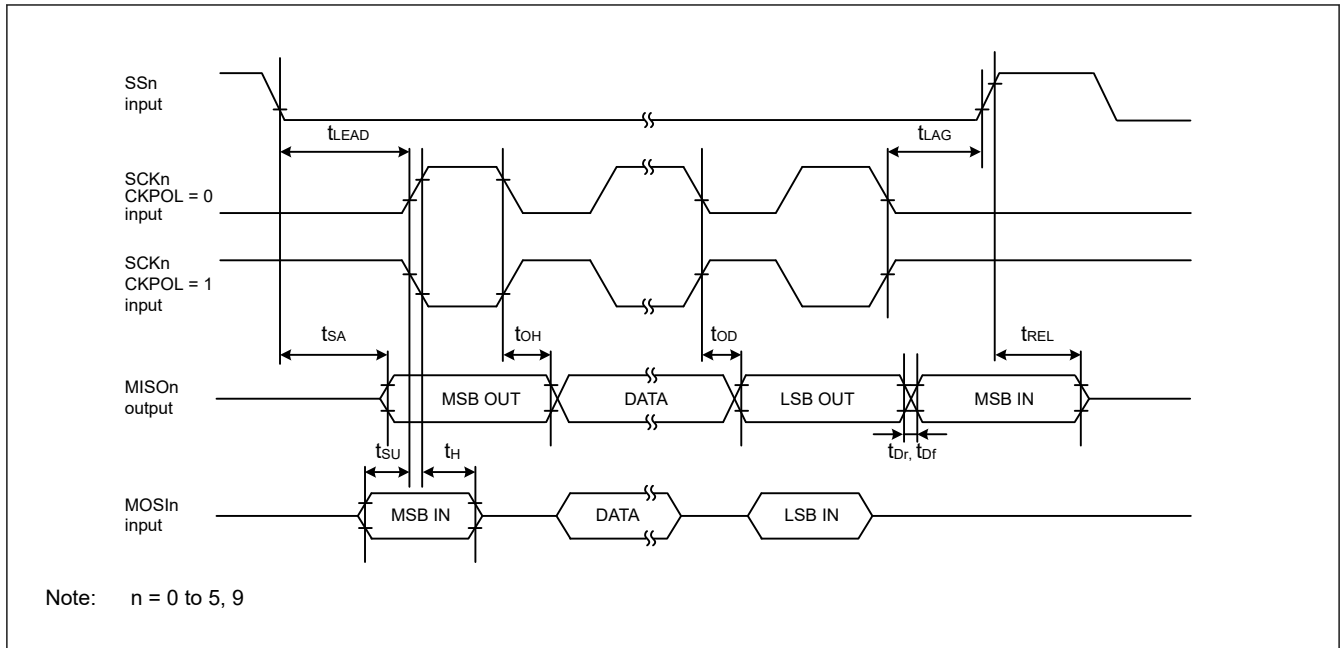 SSn
input
tLEAD
tLAG
SCKn
CKPOL = 0
input
SCKn
CKPOL = 1
input
tSA
tOH
tOD
tREL
MISOn
output
MSB OUT
DATA
LSB OUT
MSB IN
tSU
tH
tDr, tDf
MOSIn
input
MSB IN
DATA
LSB IN
Note: n = 0 to 5, 9